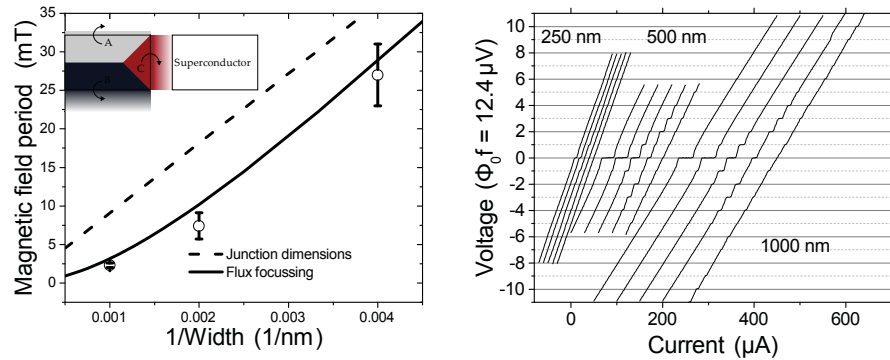 Magnetic field period (mT)
35
30
25
20
15
10
5
0
A
B
C
Superconductor
Junction dimensions
Flux focussing
0.001
0.002
0.003
0.004
1/Width (1/nm)
Voltage (Φ₀f = 12.4 μV)
10
8
6
4
2
0
-2
-4
-6
-8
-10
250 nm
500 nm
1000 nm
0
200
400
600
Current (μA)